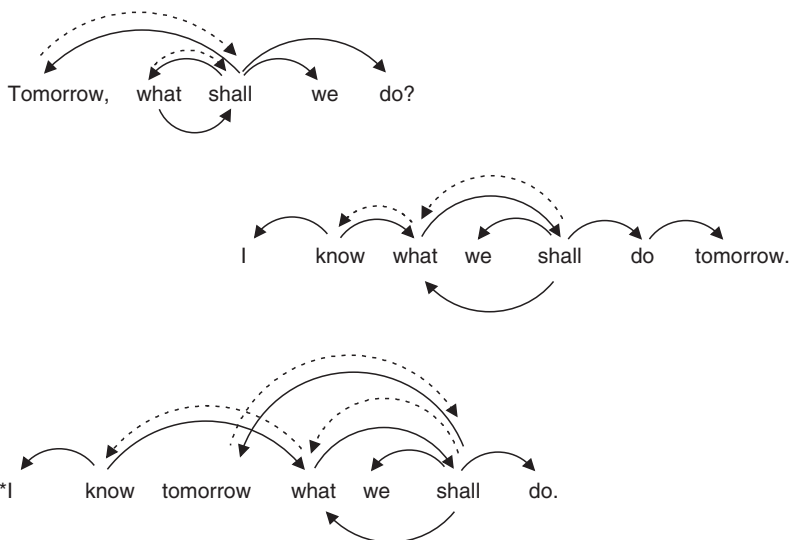 Tomorrow, what shall we do?
I know what we shall do tomorrow.
*I know tomorrow what we shall do.